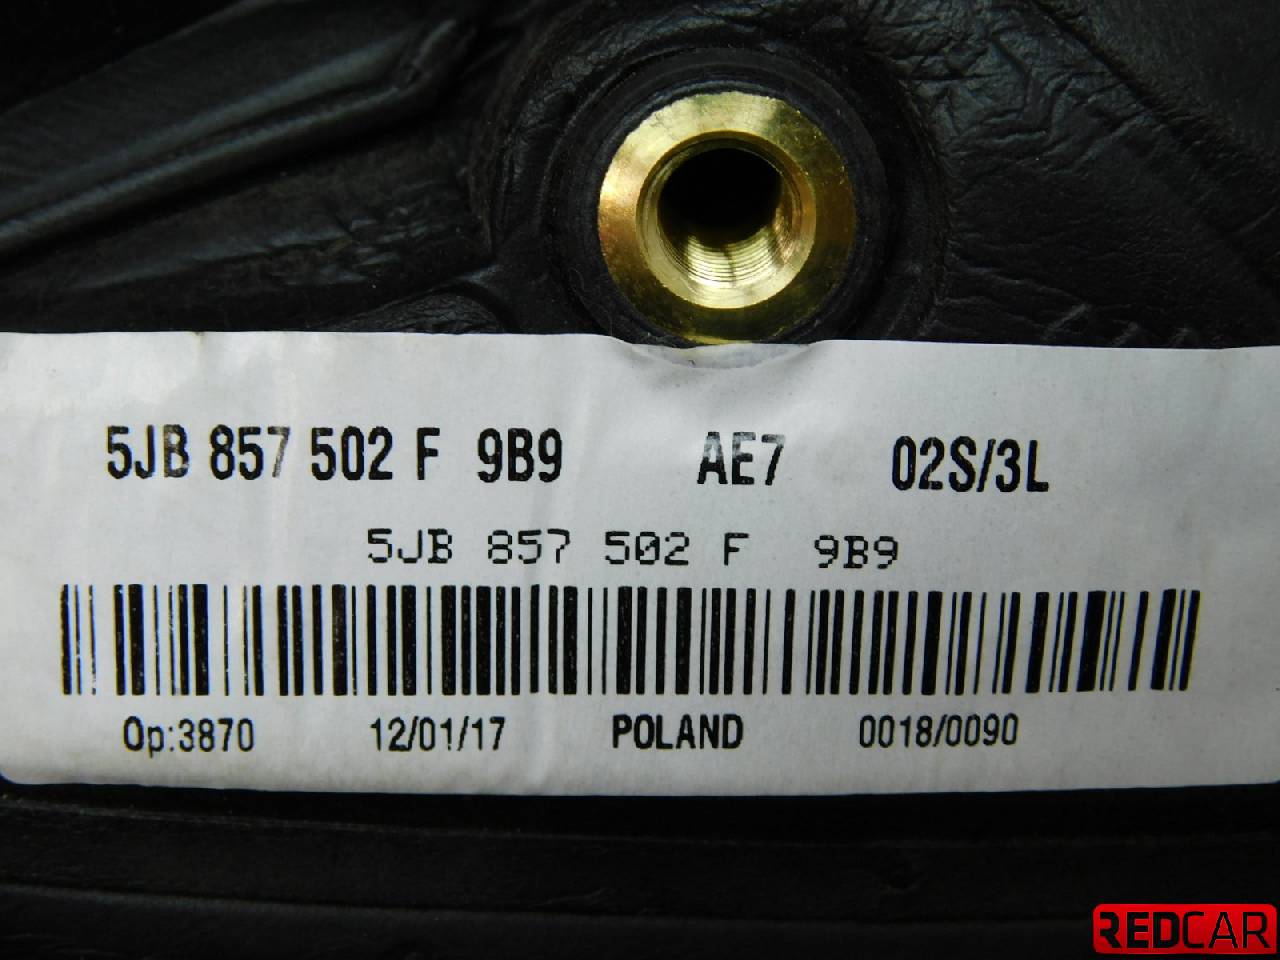 5JB 857 502 F 9B9 AE7 02S/3L
5JB 857 502 F 9B9
Op:3870 12/01/17 POLAND 0018/0090
REDCAR